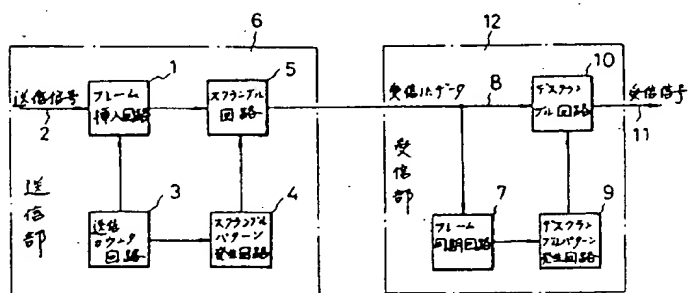 6
12
1
5
10
送信信号
2
フレーム
挿入回路
スクランブル
回路
受信データ
8
デスクラン
ブル回路
受信信号
11
送信部
受信部
3
4
7
9
送信
カウンタ
回路
スクランブル
パターン
発生回路
フレーム
同期回路
デスクラン
ブルパターン
発生回路